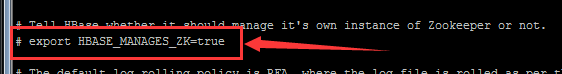 # Tell HBase whether it should manage it's own instance of Zookeeper or not.
# export HBASE_MANAGES_ZK=true
# The default log rolling policy is RFA, where the log file is rolled as per th